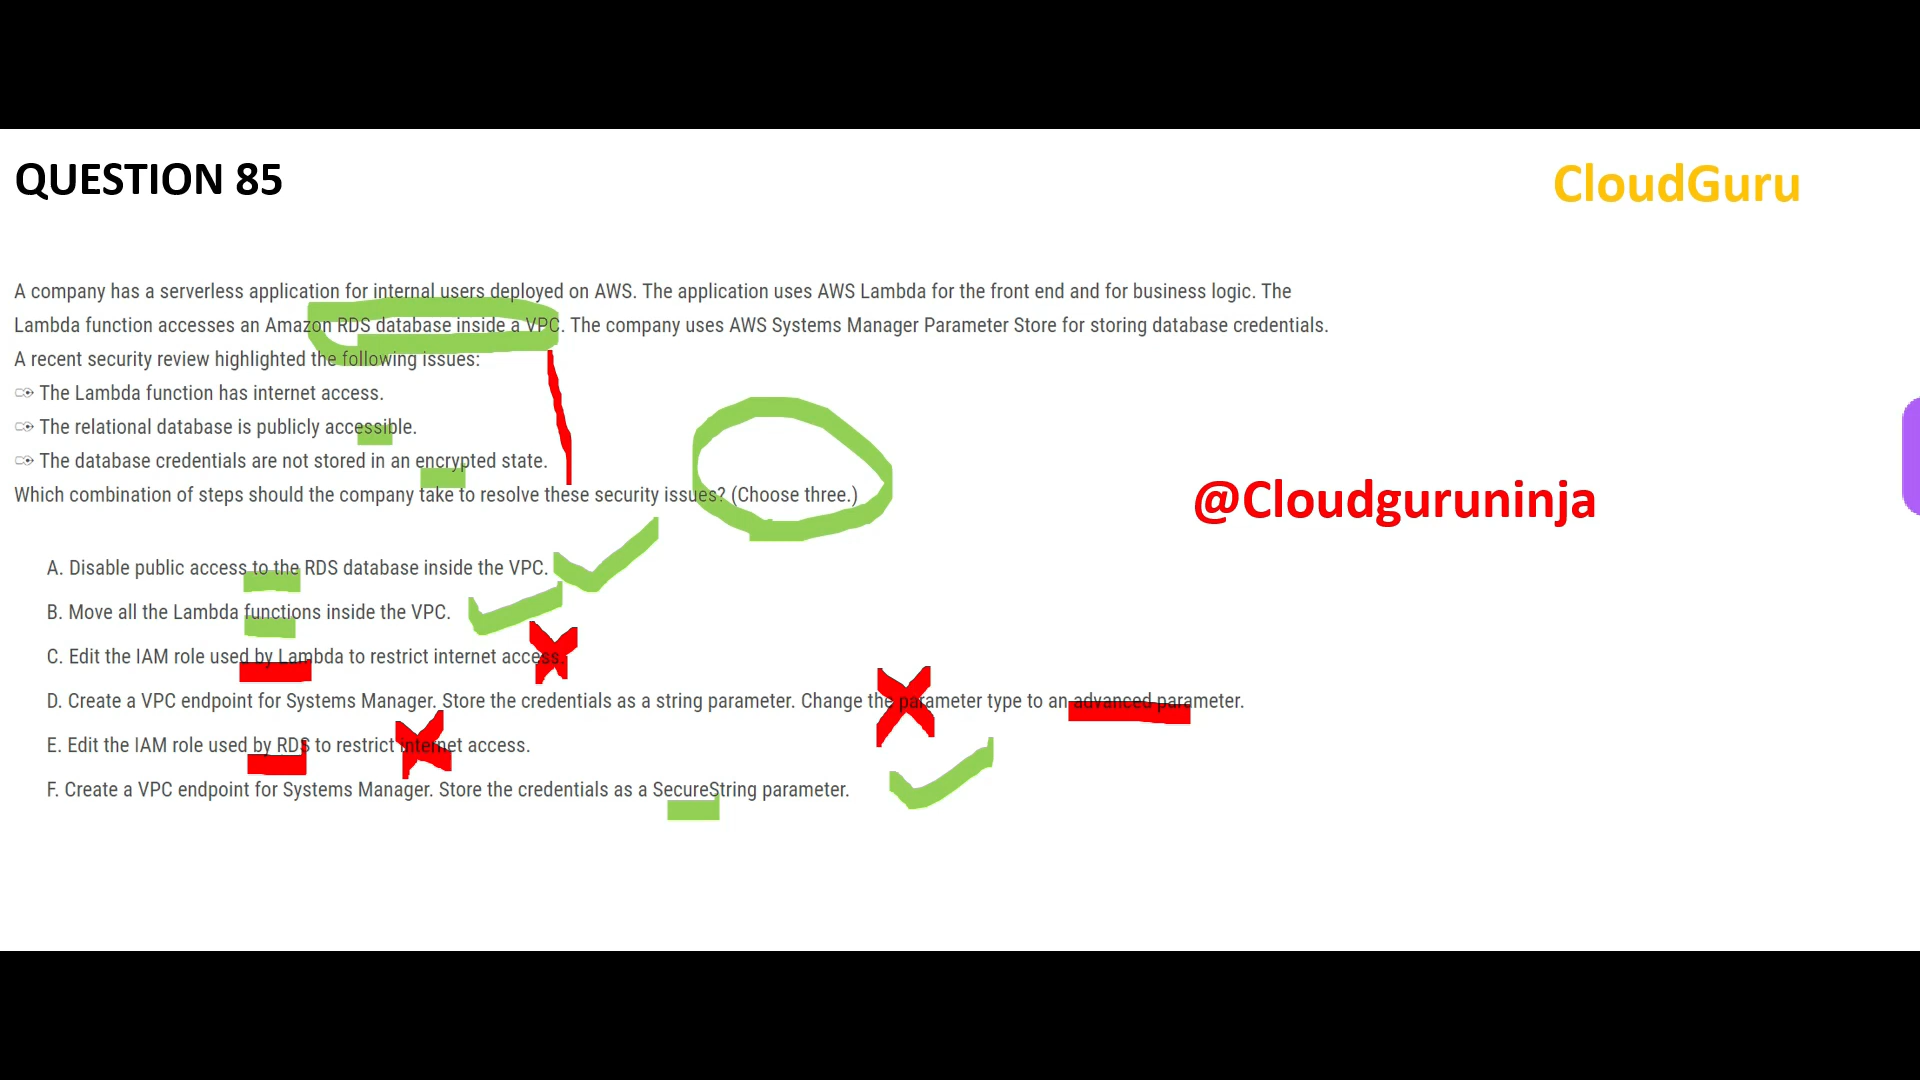 QUESTION 85
CloudGuru
A company has a serverless application for internal users deployed on AWS. The application uses AWS Lambda for the front end and for business logic. The
Lambda function accesses an Amazon RDS database inside a VPC. The company uses AWS Systems Manager Parameter Store for storing database credentials.
A recent security review highlighted the following issues:
The Lambda function has internet access.
The relational database is publicly accessible.
The database credentials are not stored in an encrypted state.
Which combination of steps should the company take to resolve these security issues? (Choose three.)
@Cloudguruninja
A. Disable public access to the RDS database inside the VPC.
B. Move all the Lambda functions inside the VPC.
C. Edit the IAM role used by Lambda to restrict internet access.
D. Create a VPC endpoint for Systems Manager. Store the credentials as a string parameter. Change the parameter type to an advanced parameter.
E. Edit the IAM role used by RDS to restrict internet access.
F. Create a VPC endpoint for Systems Manager. Store the credentials as a SecureString parameter.